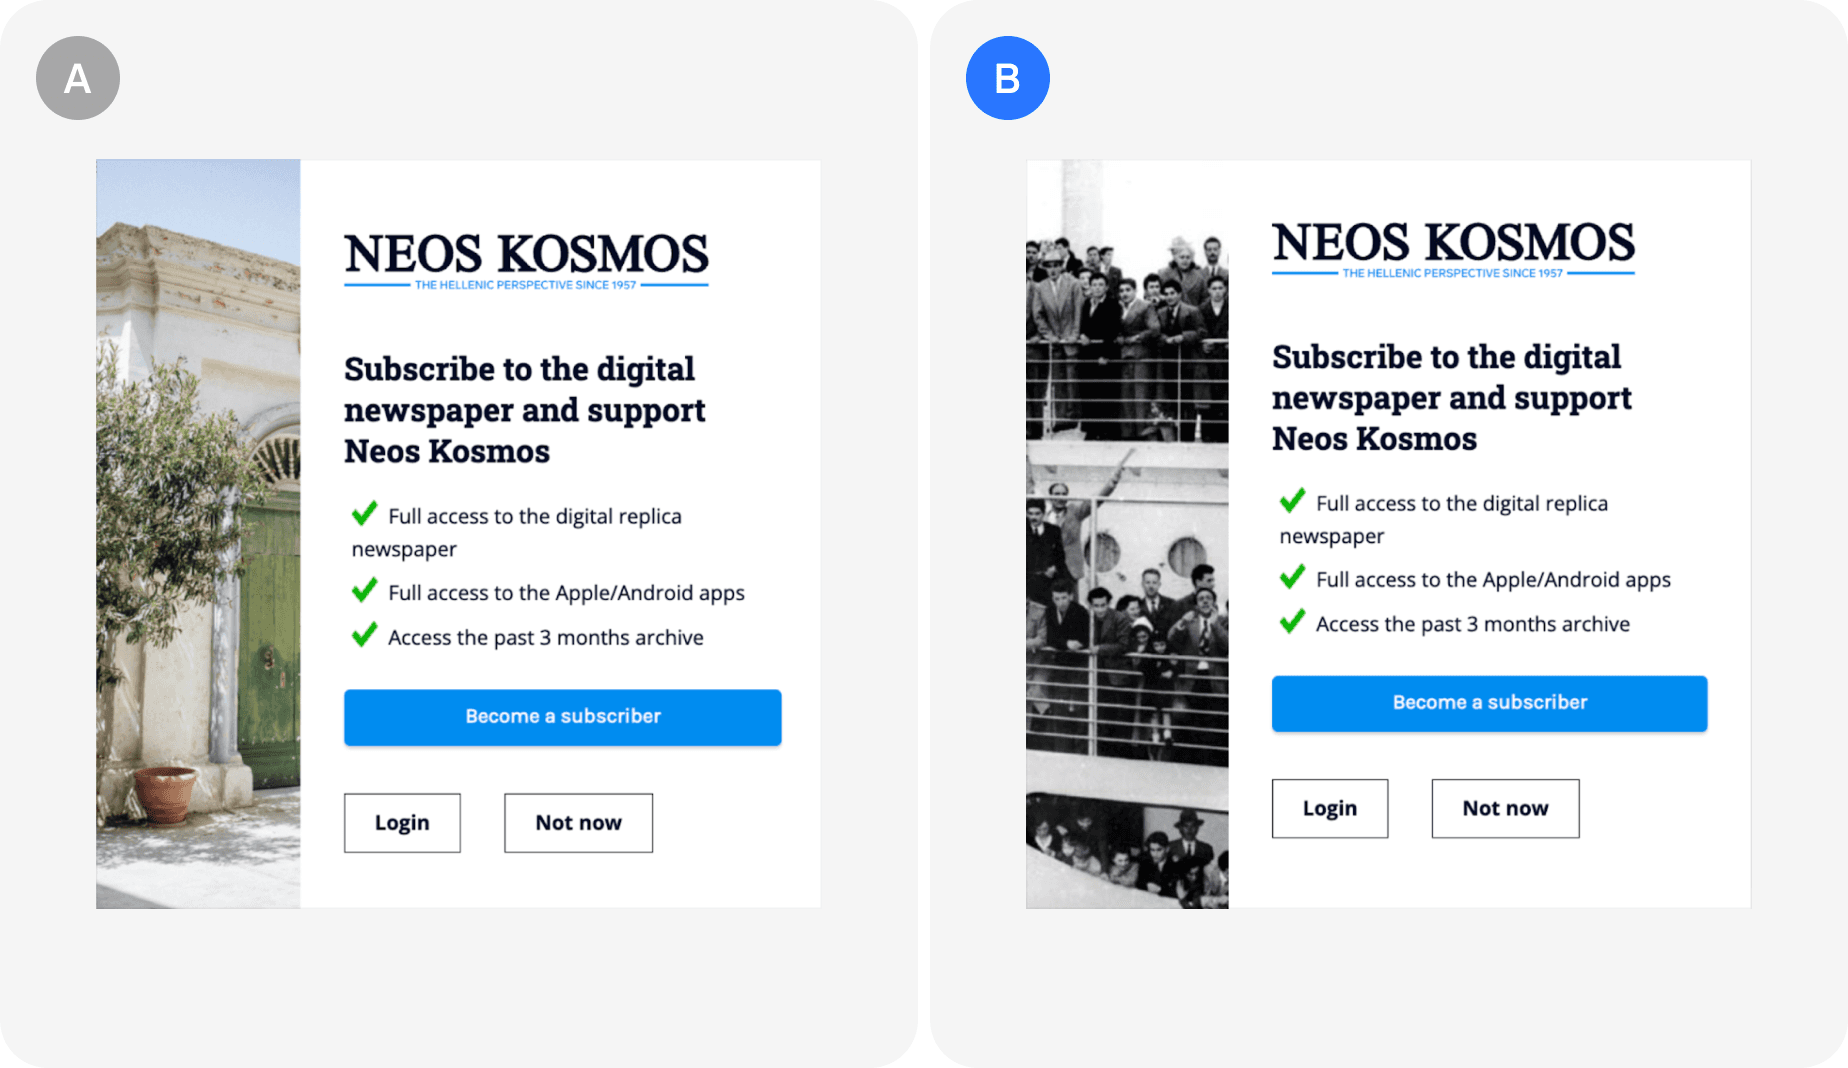 A
NEOS KOSMOS
THE HELLENIC PERSPECTIVE SINCE 1957
Subscribe to the digital
newspaper and support
Neos Kosmos
Full access to the digital replica
newspaper
Full access to the Apple/Android apps
Access the past 3 months archive
Become a subscriber
Login
Not now
B
NEOS KOSMOS
THE HELLENIC PERSPECTIVE SINCE 1957
Subscribe to the digital
newspaper and support
Neos Kosmos
Full access to the digital replica
newspaper
Full access to the Apple/Android apps
Access the past 3 months archive
Become a subscriber
Login
Not now